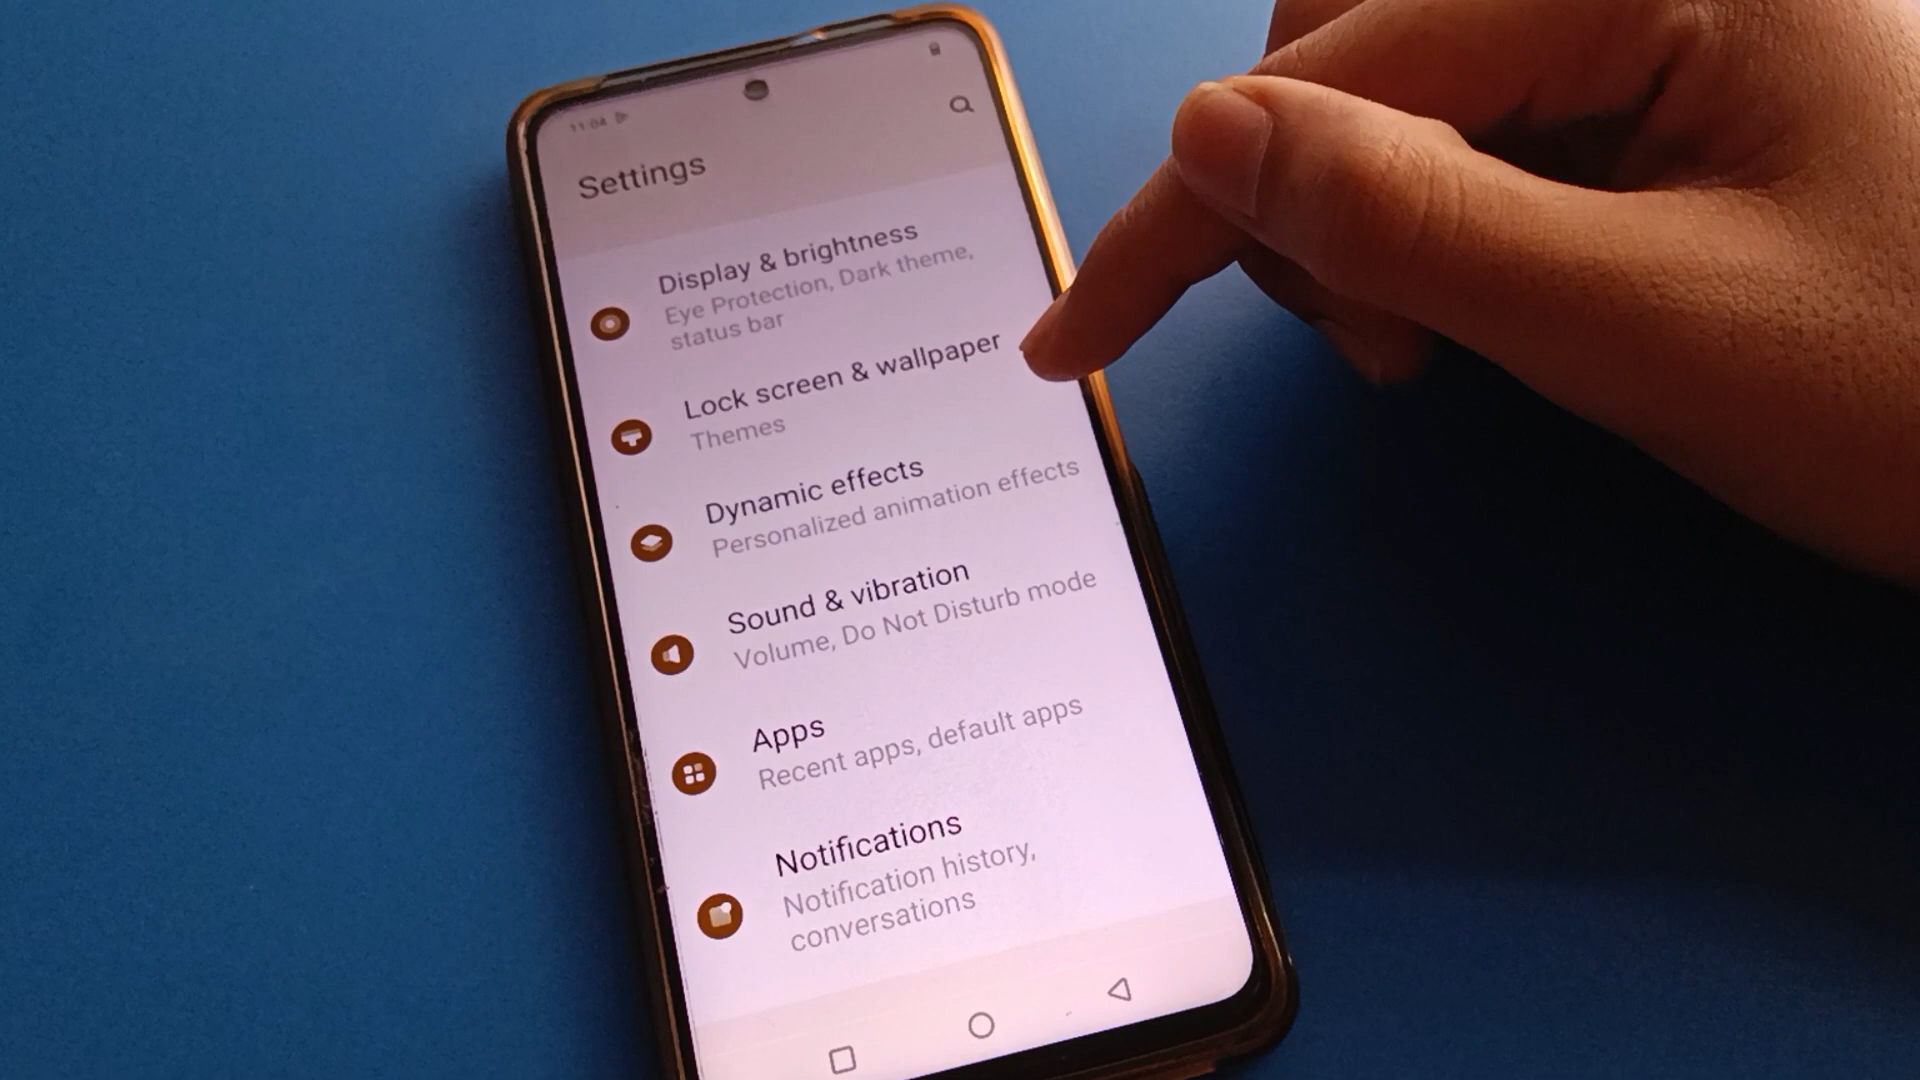 11:04
Settings
Display & brightness
Eye Protection, Dark theme,
status bar
Lock screen & wallpaper
Themes
Dynamic effects
Personalized animation effects
Sound & vibration
Volume, Do Not Disturb mode
Apps
Recent apps, default apps
Notifications
Notification history,
conversations